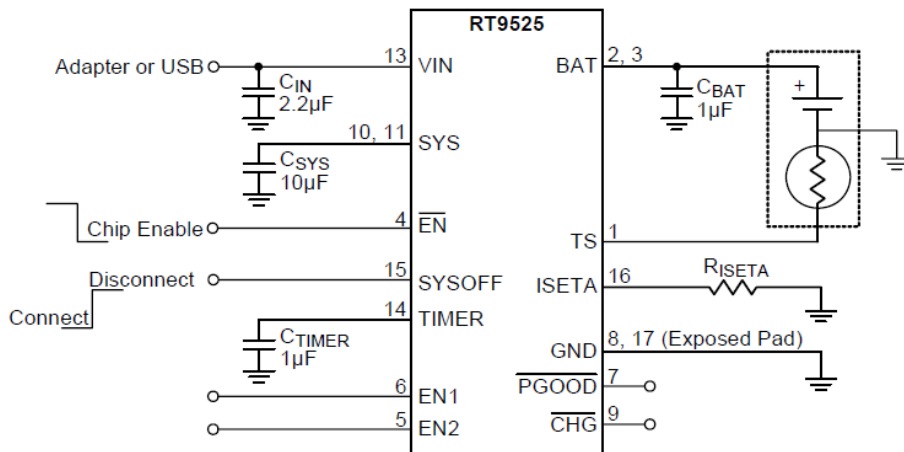 RT9525
Adapter or USB
13
VIN
CIN
2.2µF
10, 11
SYS
CSYS
10µF
Chip Enable
4
EN
Disconnect
15
SYSOFF
Connect
14
TIMER
CTIMER
1µF
6
EN1
5
EN2
BAT
2, 3
CBAT
1µF
+
TS
1
ISETA
16
RISETA
GND
8, 17 (Exposed Pad)
PGOOD
7
CHG
9